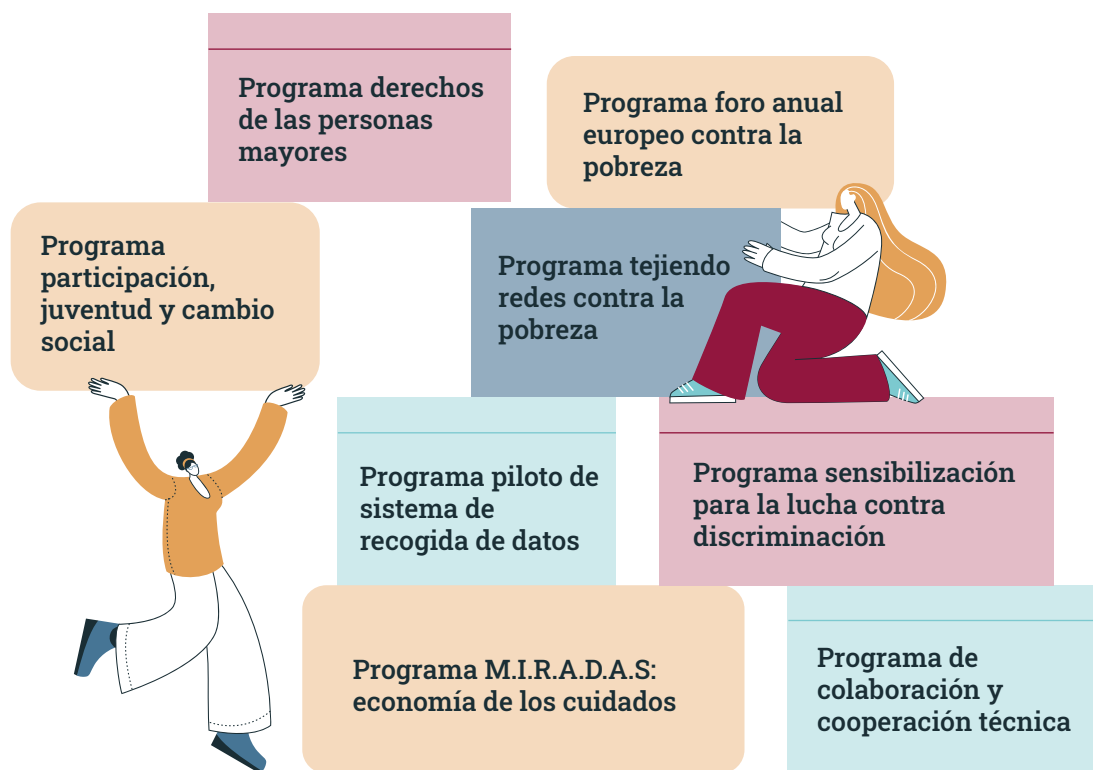 Programa derechos
de las personas
mayores
Programa foro anual
europeo contra la
pobreza
Programa
participación,
juventud y cambio
social
Programa tejiendo
redes contra la
pobreza
Programa piloto de
sistema de
recogida de datos
Programa sensibilización
para la lucha contra
discriminación
Programa M.I.R.A.D.A.S:
economía de los cuidados
Programa de
colaboración y
cooperación técnica